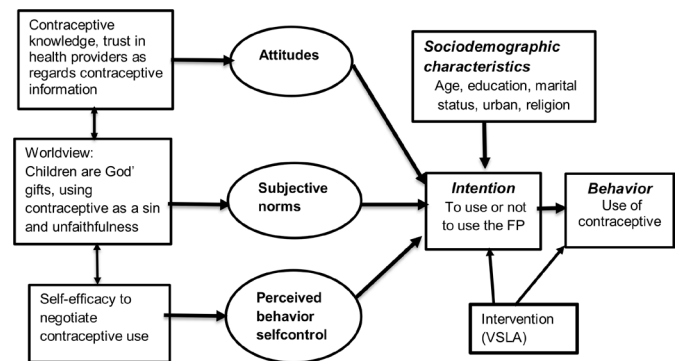 Contraceptive
knowledge, trust in
health providers as
regards contraceptive
information
Attitudes
Sociodemographic
characteristics
Age, education, marital
status, urban, religion
Worldview:
Children are God'
gifts, using
contraceptive as a sin
and unfaithfulness
Subjective
norms
Intention
To use or not
to use the FP
Behavior
Use of
contraceptive
Self-efficacy to
negotiate
contraceptive use
Perceived
behavior
selfcontrol
Intervention
(VSLA)